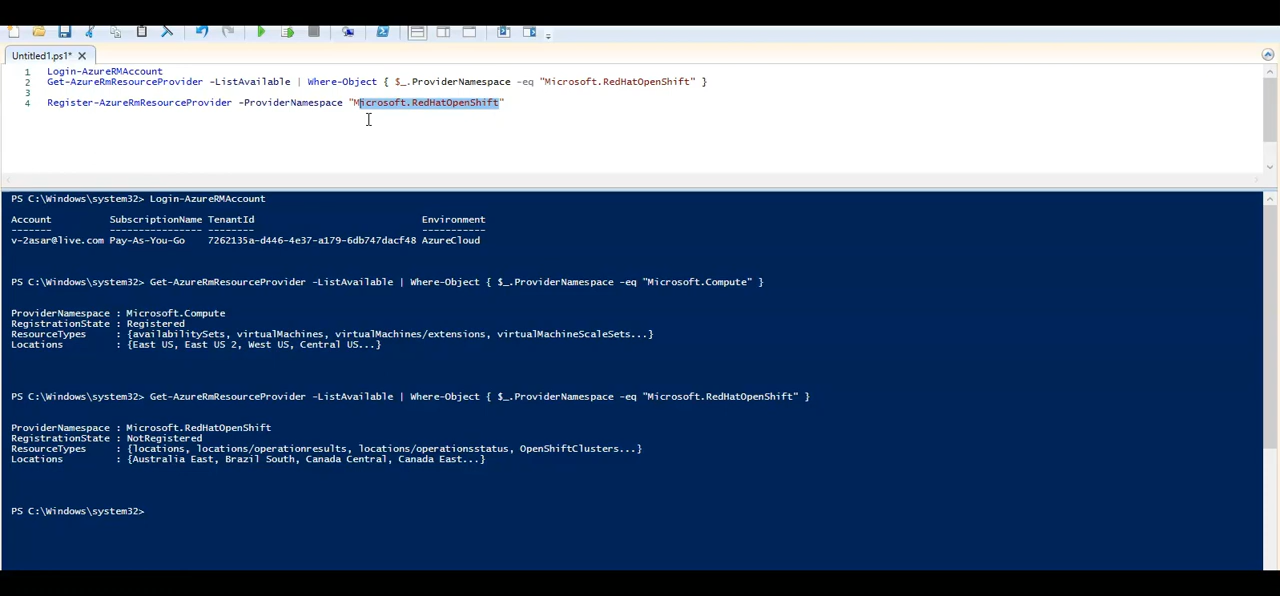 Untitled1.ps1*
1 Login-AzureRMAccount
2 Get-AzureRmResourceProvider -ListAvailable | Where-Object { $_.ProviderNamespace -eq "Microsoft.RedHatOpenShift" }
3
4 Register-AzureRmResourceProvider -ProviderNamespace "Microsoft.RedHatOpenShift"
PS C:\Windows\system32> Login-AzureRMAccount
Account SubscriptionName TenantId Environment
------- ---------------- -------- -----------
v-2asar@live.com Pay-As-You-Go 7262135a-d446-4e37-a179-6db747dacf48 AzureCloud
PS C:\Windows\system32> Get-AzureRmResourceProvider -ListAvailable | Where-Object { $_.ProviderNamespace -eq "Microsoft.Compute" }
ProviderNamespace : Microsoft.Compute
RegistrationState : Registered
ResourceTypes : {availabilitySets, virtualMachines, virtualMachines/extensions, virtualMachineScaleSets...}
Locations : {East US, East US 2, West US, Central US...}
PS C:\Windows\system32> Get-AzureRmResourceProvider -ListAvailable | Where-Object { $_.ProviderNamespace -eq "Microsoft.RedHatOpenShift" }
ProviderNamespace : Microsoft.RedHatOpenShift
RegistrationState : NotRegistered
ResourceTypes : {locations, locations/operationresults, locations/operationsstatus, OpenShiftClusters...}
Locations : {Australia East, Brazil South, Canada Central, Canada East...}
PS C:\Windows\system32>